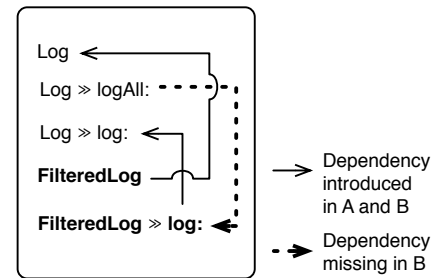 Log
Log ≫ logAll:
Log ≫ log:
FilteredLog
FilteredLog ≫ log:
Dependency
introduced
in A and B
Dependency
missing in B